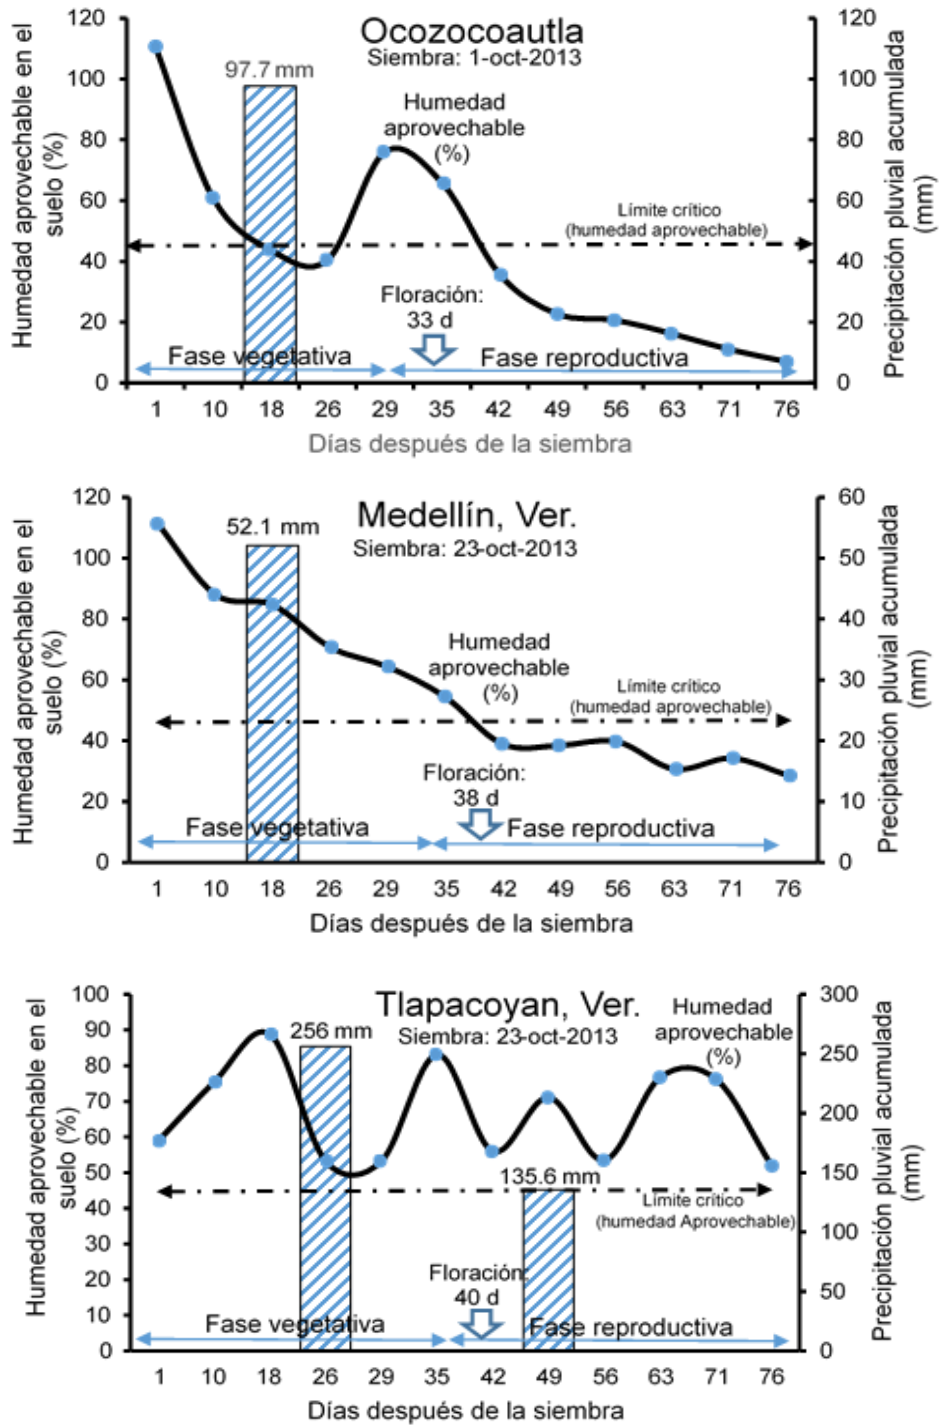 Ocozocoautla
Siembra: 1-oct-2013
Humedad aprovechable en el
suelo (%)
120
100
80
60
40
20
0
97.7 mm
Humedad
aprovechable
(%)
Límite crítico
(humedad aprovechable)
Floración:
33 d
Fase vegetativa
Fase reproductiva
120
100
80
60
40
20
0
Precipitación pluvial acumulada
(mm)
1 10 18 26 29 35 42 49 56 63 71 76
Días después de la siembra
Medellín, Ver.
Siembra: 23-oct-2013
Humedad aprovechable en el
suelo (%)
120
100
80
60
40
20
0
52.1 mm
Humedad
aprovechable
(%)
Límite crítico
(humedad aprovechable)
Floración:
38 d
Fase vegetativa
Fase reproductiva
60
50
40
30
20
10
0
Precipitación pluvial acumulada
(mm)
1 10 18 26 29 35 42 49 56 63 71 76
Días después de la siembra
Tlapacoyan, Ver.
Siembra: 23-oct-2013
Humedad aprovechable en el
suelo (%)
100
90
80
70
60
50
40
30
20
10
0
256 mm
Humedad
aprovechable
(%)
135.6 mm
Límite crítico
(humedad Aprovechable)
Floración:
40 d
Fase vegetativa
Fase reproductiva
300
250
200
150
100
50
0
Precipitación pluvial acumulada
(mm)
1 10 18 26 29 35 42 49 56 63 71 76
Días después de la siembra